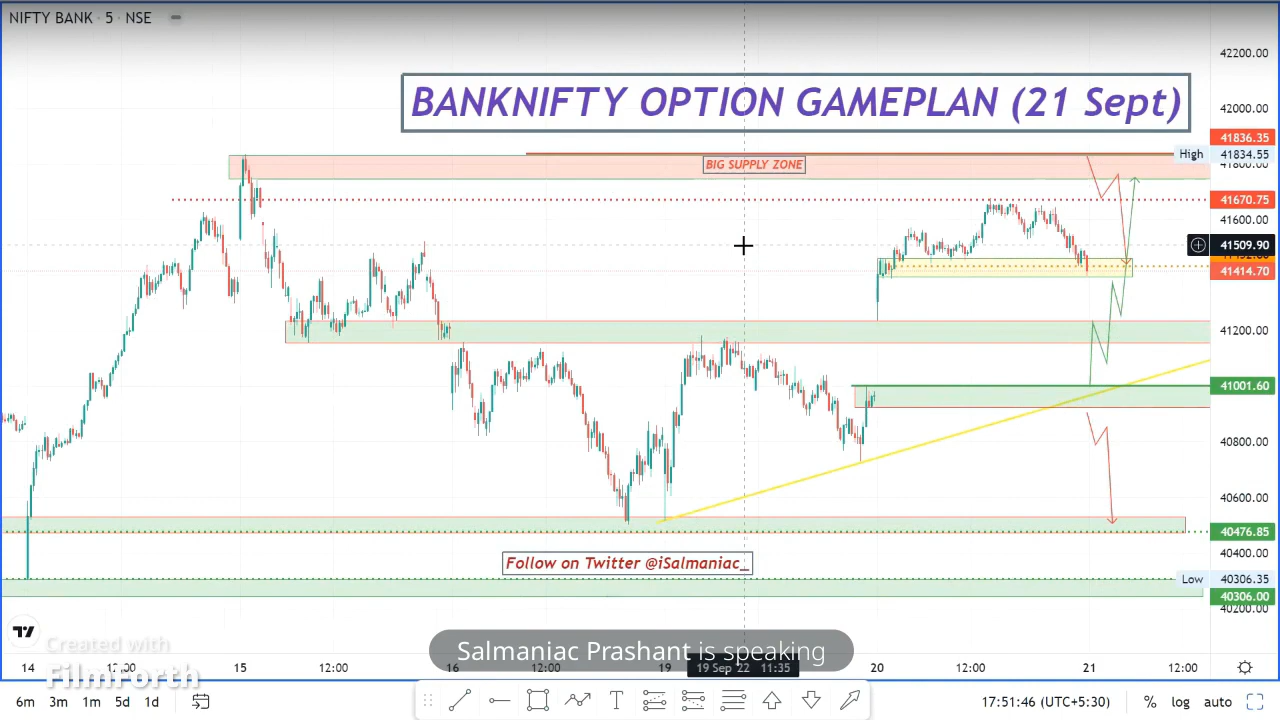 NIFTY BANK · 5 · NSE
BANKNIFTY OPTION GAMEPLAN (21 Sept)
BIG SUPPLY ZONE
Follow on Twitter @iSalmaniac_
42200.00
42000.00
41836.35
High 41834.55
41800.00
41670.75
41600.00
41509.90
41414.70
41200.00
41001.60
40800.00
40600.00
40476.85
40400.00
Low 40306.35
40306.00
40200.00
Created with
FilmForth
Salmaniac Prashant is speaking
14 12:00 15 12:00 16 12:00 19 19 Sep '22 11:35 20 12:00 21 12:00
6m 3m 1m 5d 1d 17:51:46 (UTC+5:30) % log auto